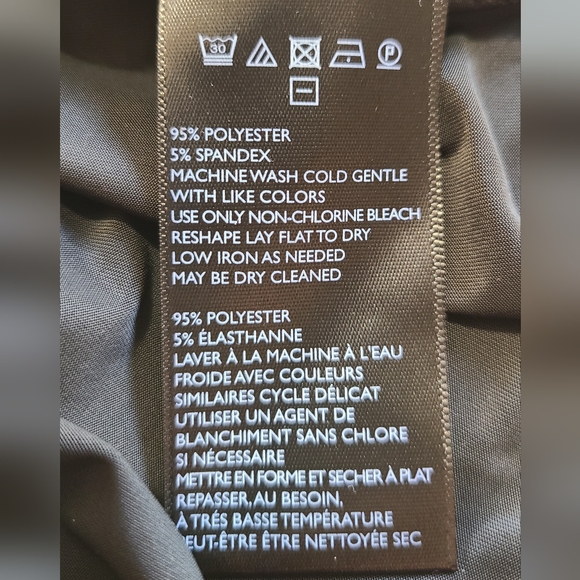 30
P
95% POLYESTER
5% SPANDEX
MACHINE WASH COLD GENTLE
WITH LIKE COLORS
USE ONLY NON-CHLORINE BLEACH
RESHAPE LAY FLAT TO DRY
LOW IRON AS NEEDED
MAY BE DRY CLEANED
95% POLYESTER
5% ÉLASTHANNE
LAVER À LA MACHINE À L'EAU
FROIDE AVEC COULEURS
SIMILAIRES CYCLE DÉLICAT
UTILISER UN AGENT DE
BLANCHIMENT SANS CHLORE
SI NÉCESSAIRE
METTRE EN FORME ET SECHER À PLAT
REPASSER, AU BESOIN,
À TRÉS BASSE TEMPÉRATURE
PEUT-ÊTRE ÊTRE NETTOYÉE SEC